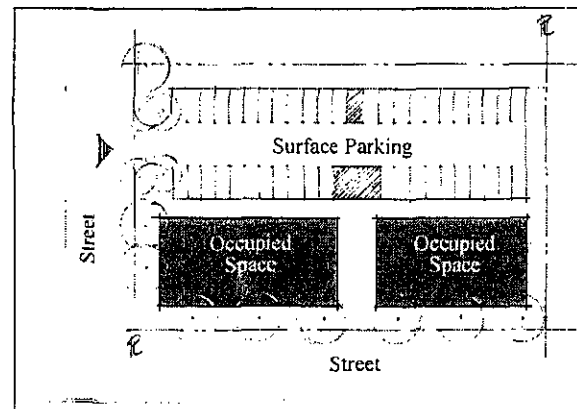 ℄
Surface Parking
Street
Occupied
Space
Occupied
Space
℄
Street